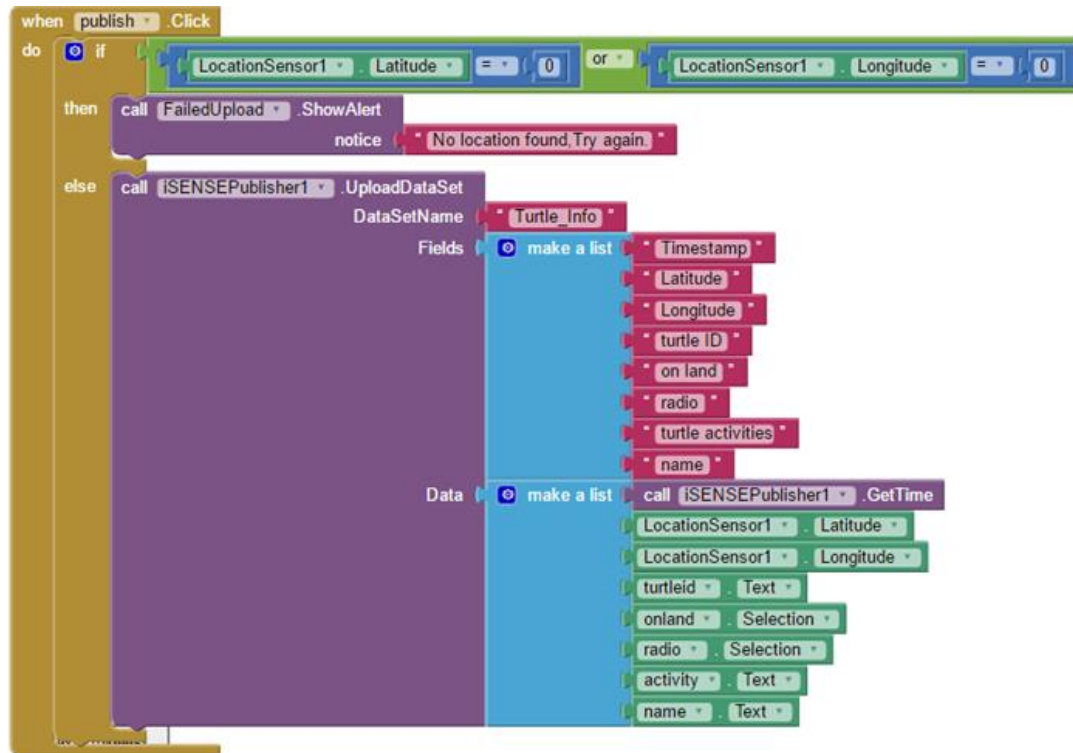 when publish .Click
do if LocationSensor1 . Latitude = 0 or LocationSensor1 . Longitude = 0
then call FailedUpload .ShowAlert
notice " No location found,Try again. "
else call iSENSEPublisher1 .UploadDataSet
DataSetName " Turtle_Info "
Fields make a list " Timestamp "
" Latitude "
" Longitude "
" turtle ID "
" on land "
" radio "
" turtle activities "
" name "
Data make a list call iSENSEPublisher1 .GetTime
LocationSensor1 . Latitude
LocationSensor1 . Longitude
turtleid . Text
onland . Selection
radio . Selection
activity . Text
name . Text